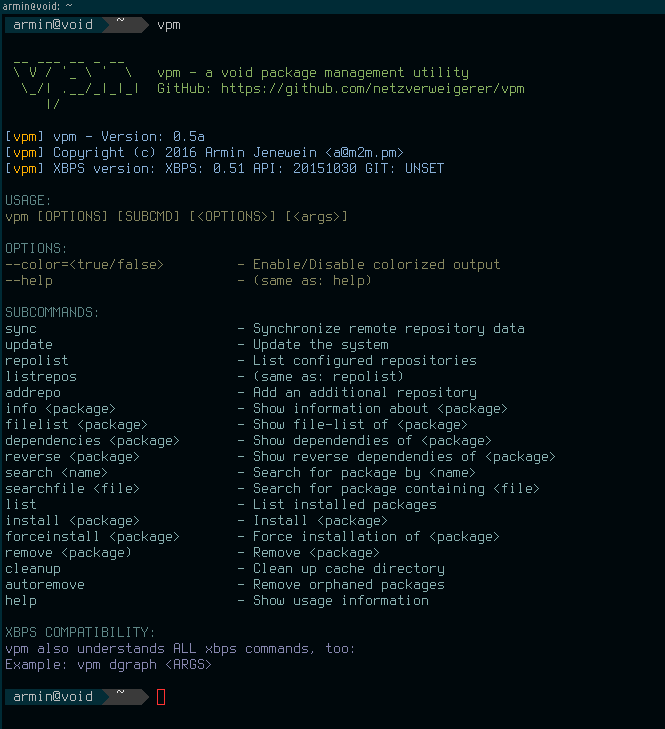 armin@void: ~
armin@void ~ vpm
 __ ___ __ _ __
 \ V / '_ \ '  \   vpm - a void package management utility
  \_/| .__/_|_|_|  GitHub: https://github.com/netzverweigerer/vpm
     |/
[vpm] vpm - Version: 0.5a
[vpm] Copyright (c) 2016 Armin Jenewein <a@m2m.pm>
[vpm] XBPS version: XBPS: 0.51 API: 20151030 GIT: UNSET
USAGE:
vpm [OPTIONS] [SUBCMD] [<OPTIONS>] [<args>]
OPTIONS:
--color=<true/false> - Enable/Disable colorized output
--help - (same as: help)
SUBCOMMANDS:
sync - Synchronize remote repository data
update - Update the system
repolist - List configured repositories
listrepos - (same as: repolist)
addrepo - Add an additional repository
info <package> - Show information about <package>
filelist <package> - Show file-list of <package>
dependencies <package> - Show dependendies of <package>
reverse <package> - Show reverse dependendies of <package>
search <name> - Search for package by <name>
searchfile <file> - Search for package containing <file>
list - List installed packages
install <package> - Install <package>
forceinstall <package> - Force installation of <package>
remove <package) - Remove <package>
cleanup - Clean up cache directory
autoremove - Remove orphaned packages
help - Show usage information
XBPS COMPATIBILITY:
vpm also understands ALL xbps commands, too:
Example: vpm dgraph <ARGS>
armin@void ~